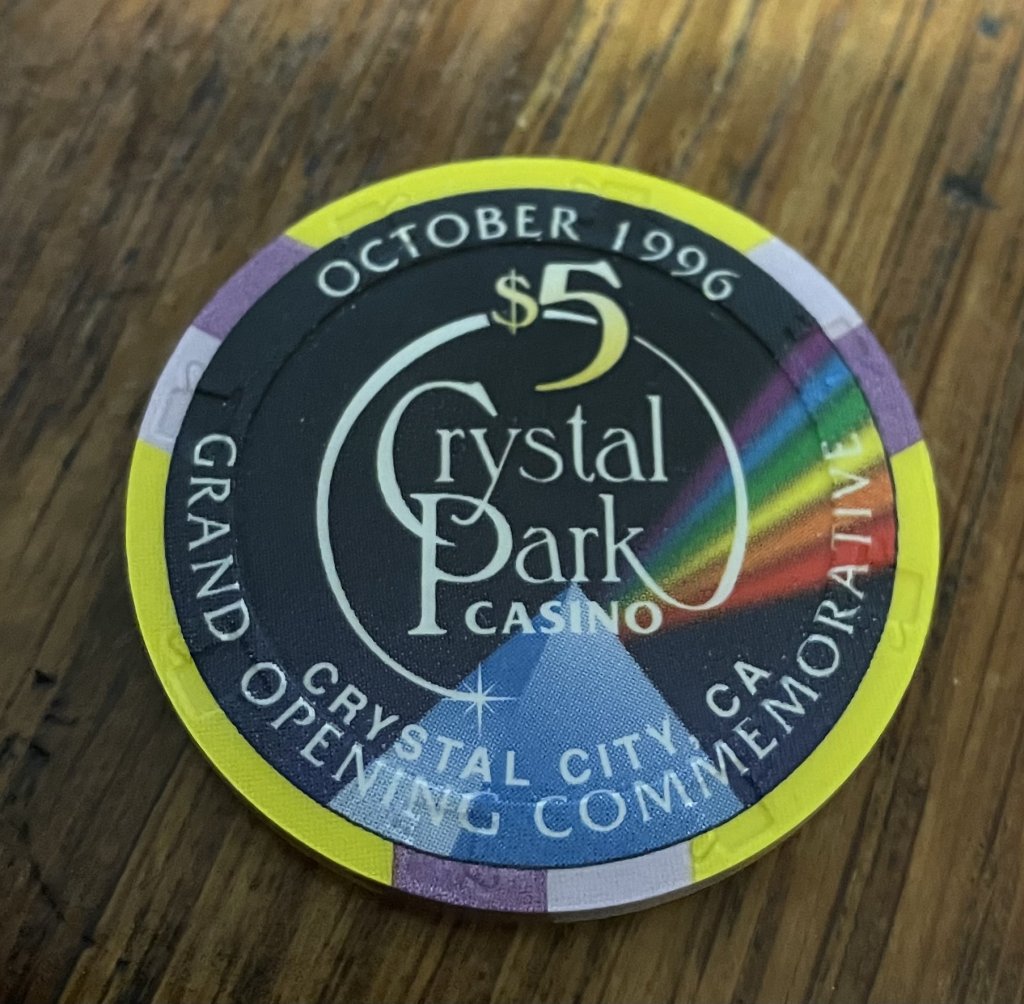 OCTOBER 1996
$5
Crystal
Park
CASINO
CRYSTAL CITY, CA
GRAND OPENING COMMEMORATIVE